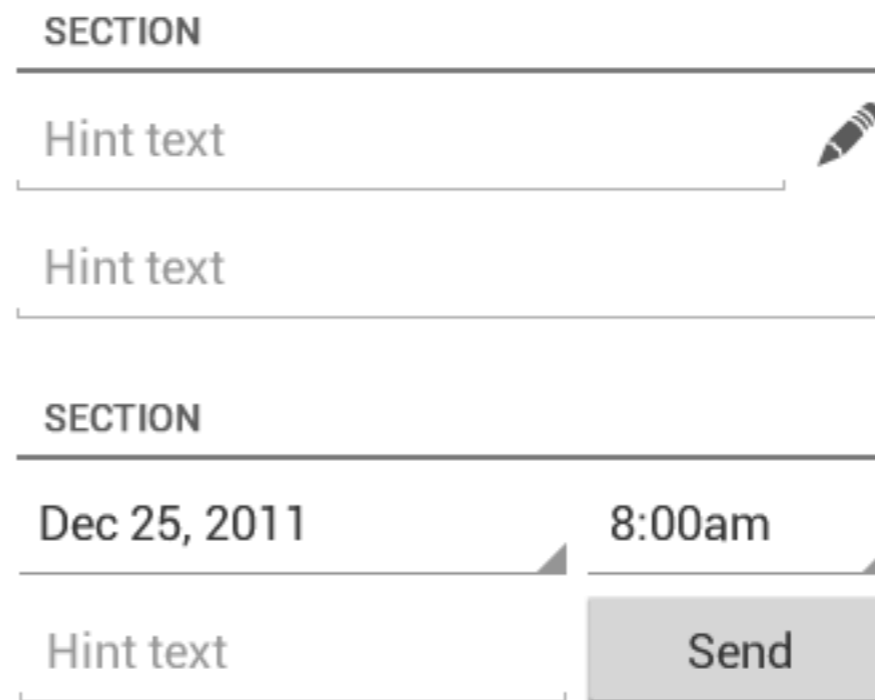 SECTION
Hint text
Hint text
SECTION
Dec 25, 2011 8:00am
Hint text Send